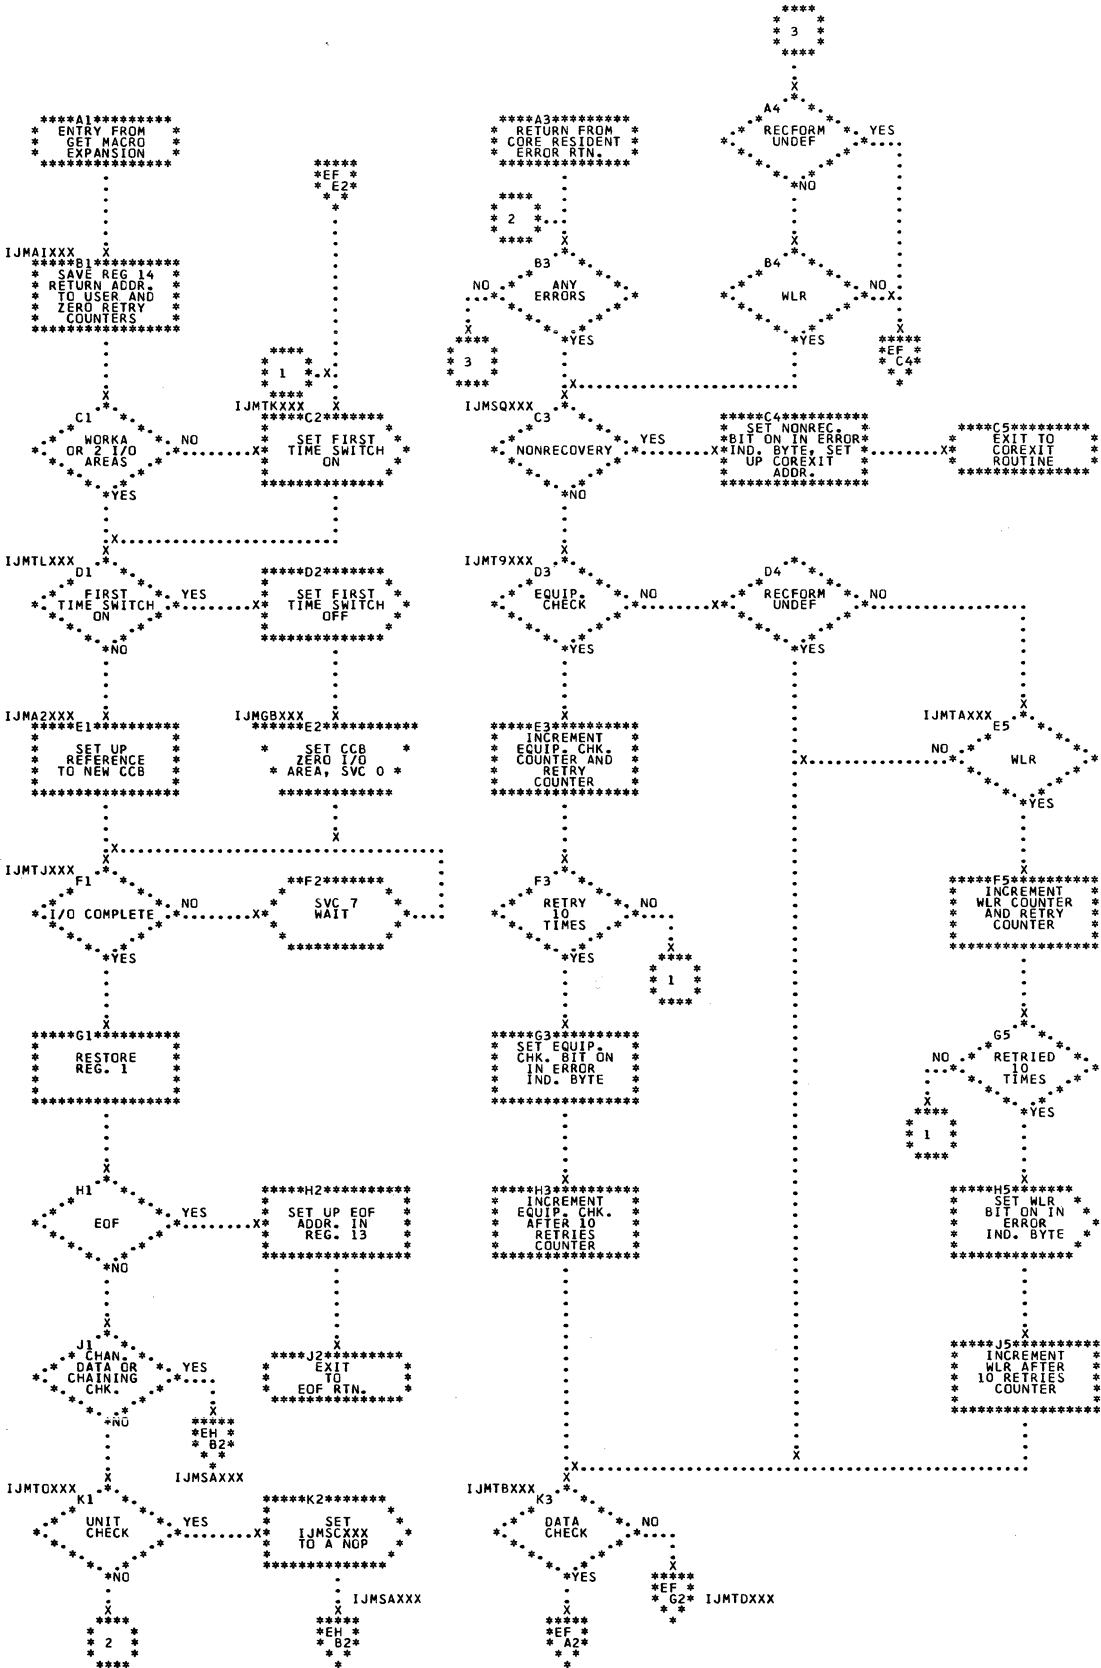 3
A4
RECFORM
UNDEF
YES
NO
A1
ENTRY FROM
GET MACRO
EXPANSION
A3
RETURN FROM
CORE RESIDENT
ERROR RTN.
EF
E2
2
IJMAIXXX
B1
SAVE REG 14
RETURN ADDR.
TO USER AND
ZERO RETRY
COUNTERS
B3
ANY
ERRORS
NO
YES
3
B4
WLR
NO
YES
EF
C4
1
C1
WORKA
OR 2 I/O
AREAS
NO
YES
IJMTKXXX
C2
SET FIRST
TIME SWITCH
ON
IJMSQXXX
C3
NONRECOVERY
YES
NO
C4
SET NONREC.
BIT ON IN ERROR
IND. BYTE, SET
UP COREXIT
ADDR.
C5
EXIT TO
COREXIT
ROUTINE
IJMTLXXX
D1
FIRST
TIME SWITCH
ON
YES
NO
D2
SET FIRST
TIME SWITCH
OFF
IJMT9XXX
D3
EQUIP.
CHECK
NO
YES
D4
RECFORM
UNDEF
NO
YES
IJMA2XXX
E1
SET UP
REFERENCE
TO NEW CCB
IJMGBXXX
E2
SET CCB
ZERO I/O
AREA, SVC 0
E3
INCREMENT
EQUIP. CHK.
COUNTER AND
RETRY
COUNTER
IJMTAXXX
E5
WLR
NO
YES
IJMTJXXX
F1
I/O COMPLETE
NO
YES
F2
SVC 7
WAIT
F3
RETRY
10
TIMES
NO
YES
1
F5
INCREMENT
WLR COUNTER
AND RETRY
COUNTER
G1
RESTORE
REG. 1
G3
SET EQUIP.
CHK. BIT ON
IN ERROR
IND. BYTE
G5
RETRIED
10
TIMES
NO
YES
1
H1
EOF
YES
NO
H2
SET UP EOF
ADDR. IN
REG. 13
H3
INCREMENT
EQUIP. CHK.
AFTER 10
RETRIES
COUNTER
H5
SET WLR
BIT ON IN
ERROR
IND. BYTE
J1
CHAN.
DATA OR
CHAINING
CHK.
YES
NO
EH
B2
IJMSAXXX
J2
EXIT
TO
EOF RTN.
J5
INCREMENT
WLR AFTER
10 RETRIES
COUNTER
IJMTOXXX
K1
UNIT
CHECK
YES
NO
2
K2
SET
IJMSCXXX
TO A NOP
IJMSAXXX
EH
B2
IJMTBXXX
K3
DATA
CHECK
NO
YES
EF
G2
IJMTDXXX
EF
A2